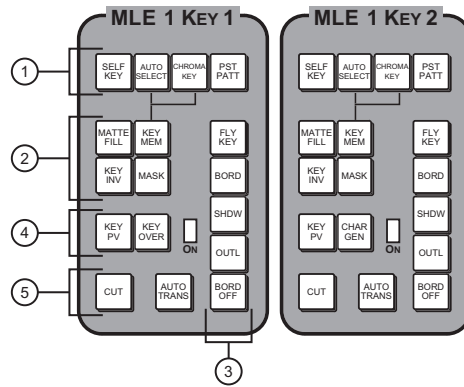 MLE 1 KEY 1
SELF KEY
AUTO SELECT
CHROMA KEY
PST PATT
MATTE FILL
KEY MEM
FLY KEY
KEY INV
MASK
BORD
SHDW
KEY PV
KEY OVER
ON
OUTL
CUT
AUTO TRANS
BORD OFF
MLE 1 KEY 2
SELF KEY
AUTO SELECT
CHROMA KEY
PST PATT
MATTE FILL
KEY MEM
FLY KEY
KEY INV
MASK
BORD
SHDW
KEY PV
CHAR GEN
ON
OUTL
CUT
AUTO TRANS
BORD OFF
1
2
4
5
3